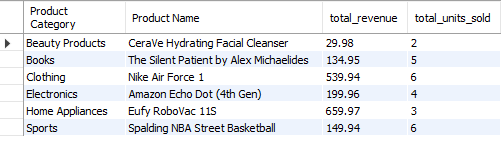 Product Category Product Name total_revenue total_units_sold
Beauty Products CeraVe Hydrating Facial Cleanser 29.98 2
Books The Silent Patient by Alex Michaelides 134.95 5
Clothing Nike Air Force 1 539.94 6
Electronics Amazon Echo Dot (4th Gen) 199.96 4
Home Appliances Eufy RoboVac 11S 659.97 3
Sports Spalding NBA Street Basketball 149.94 6